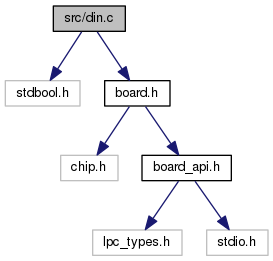 src/din.c
stdbool.h
board.h
chip.h
board_api.h
lpc_types.h
stdio.h